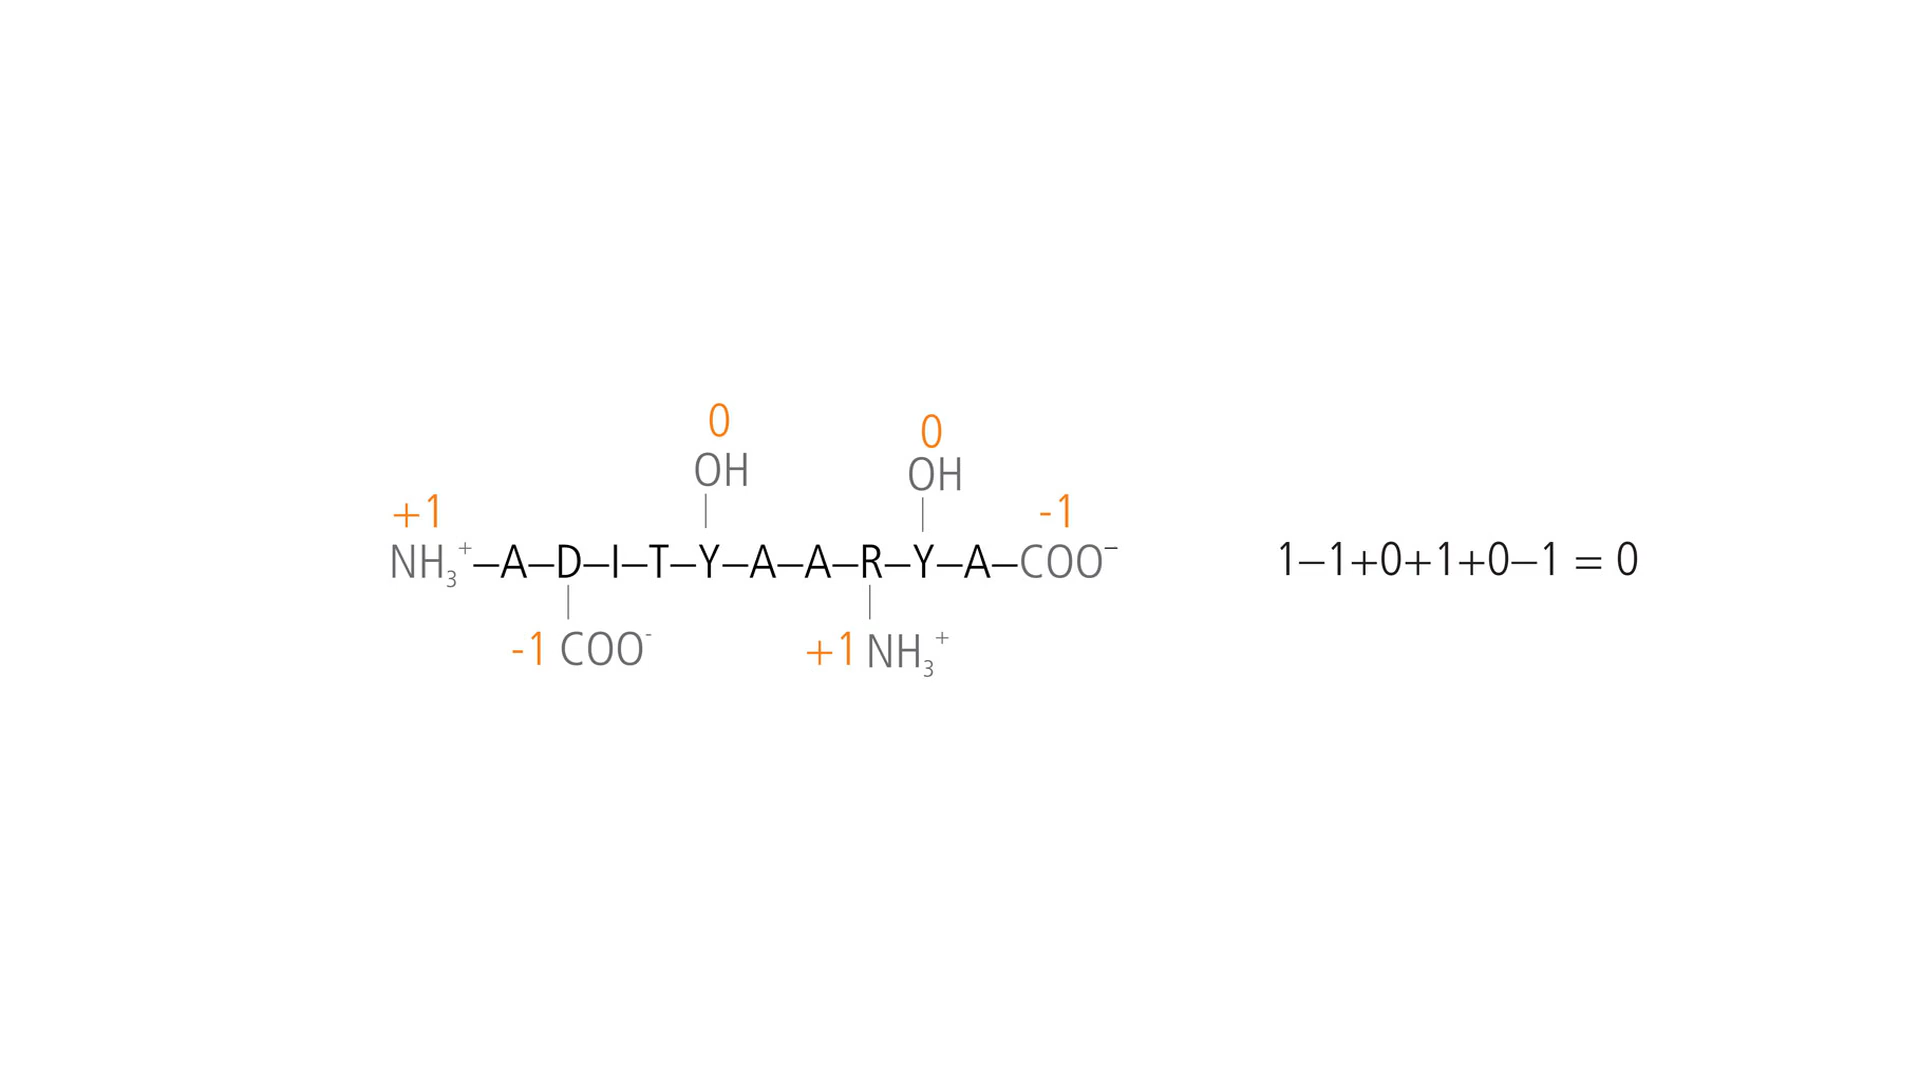 0
0
OH
OH
+1
-1
NH₃⁺–A–D–I–T–Y–A–A–R–Y–A–COO⁻
1–1+0+1+0–1 = 0
-1 COO⁻
+1 NH₃⁺